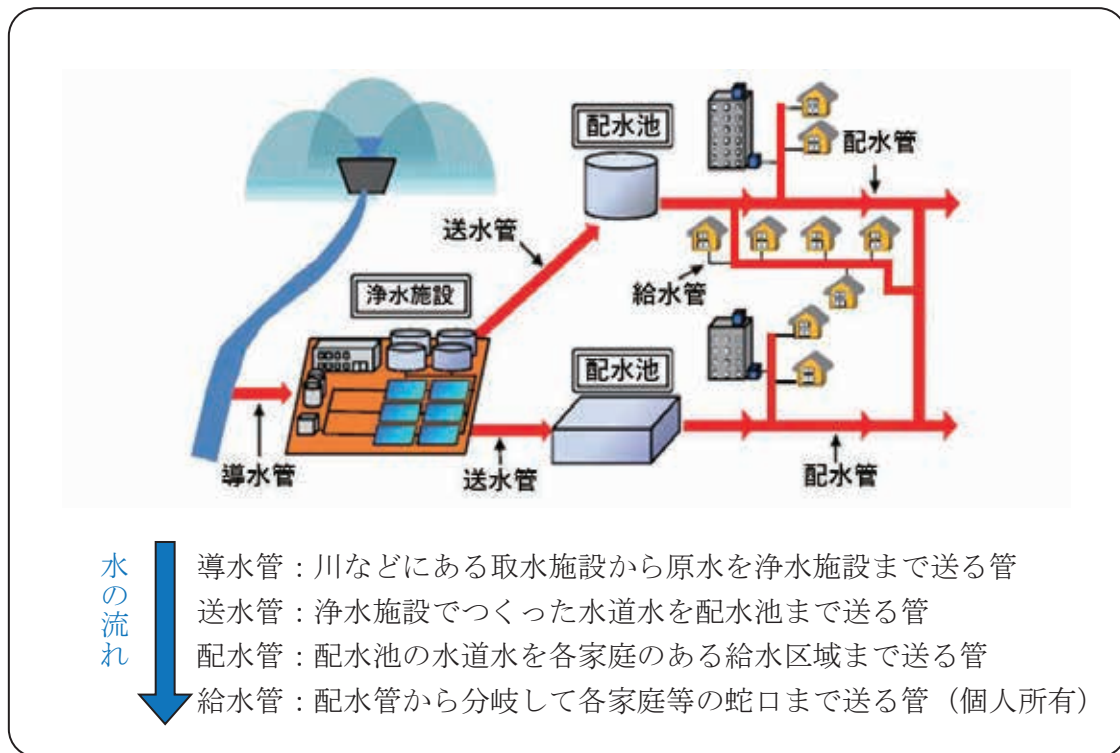 配水池
配水管
送水管
浄水施設
給水管
配水池
導水管
送水管
配水管
水の流れ
導水管：川などにある取水施設から原水を浄水施設まで送る管
送水管：浄水施設でつくった水道水を配水池まで送る管
配水管：配水池の水道水を各家庭のある給水区域まで送る管
給水管：配水管から分岐して各家庭等の蛇口まで送る管（個人所有）